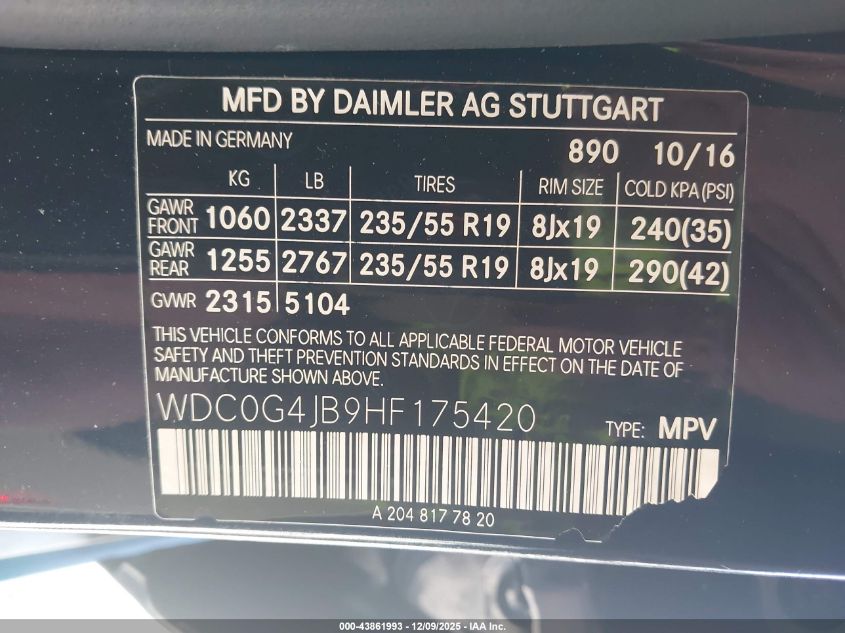 MFD BY DAIMLER AG STUTTGART
MADE IN GERMANY 890 10/16
KG LB TIRES RIM SIZE COLD KPA (PSI)
GAWR FRONT 1060 2337 235/55 R19 8Jx19 240(35)
GAWR REAR 1255 2767 235/55 R19 8Jx19 290(42)
GVWR 2315 5104
THIS VEHICLE CONFORMS TO ALL APPLICABLE FEDERAL MOTOR VEHICLE
SAFETY AND THEFT PREVENTION STANDARDS IN EFFECT ON THE DATE OF
MANUFACTURE SHOWN ABOVE.
WDC0G4JB9HF175420 TYPE: MPV
A 204 817 78 20
000-43861993 - 12/09/2025 - IAA Inc.